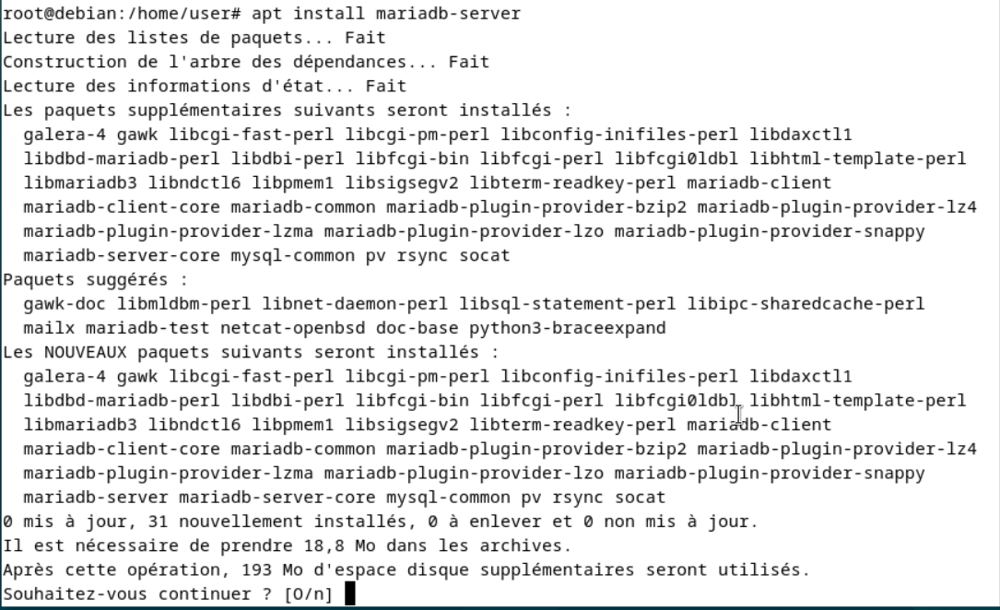 root@debian:/home/user# apt install mariadb-server
Lecture des listes de paquets... Fait
Construction de l'arbre des dépendances... Fait
Lecture des informations d'état... Fait
Les paquets supplémentaires suivants seront installés :
galera-4 gawk libcgi-fast-perl libcgi-pm-perl libconfig-inifiles-perl libdaxctl1
libdbd-mariadb-perl libdbi-perl libfcgi-bin libfcgi-perl libfcgi0ldbl libhtml-template-perl
libmariadb3 libndctl6 libpmem1 libsigsegv2 libterm-readkey-perl mariadb-client
mariadb-client-core mariadb-common mariadb-plugin-provider-bzip2 mariadb-plugin-provider-lz4
mariadb-plugin-provider-lzma mariadb-plugin-provider-lzo mariadb-plugin-provider-snappy
mariadb-server-core mysql-common pv rsync socat
Paquets suggérés :
gawk-doc libmldbm-perl libnet-daemon-perl libsql-statement-perl libipc-sharedcache-perl
mailx mariadb-test netcat-openbsd doc-base python3-braceexpand
Les NOUVEAUX paquets suivants seront installés :
galera-4 gawk libcgi-fast-perl libcgi-pm-perl libconfig-inifiles-perl libdaxctl1
libdbd-mariadb-perl libdbi-perl libfcgi-bin libfcgi-perl libfcgi0ldbl libhtml-template-perl
libmariadb3 libndctl6 libpmem1 libsigsegv2 libterm-readkey-perl mariadb-client
mariadb-client-core mariadb-common mariadb-plugin-provider-bzip2 mariadb-plugin-provider-lz4
mariadb-plugin-provider-lzma mariadb-plugin-provider-lzo mariadb-plugin-provider-snappy
mariadb-server mariadb-server-core mysql-common pv rsync socat
0 mis à jour, 31 nouvellement installés, 0 à enlever et 0 non mis à jour.
Il est nécessaire de prendre 18,8 Mo dans les archives.
Après cette opération, 193 Mo d'espace disque supplémentaires seront utilisés.
Souhaitez-vous continuer ? [O/n]